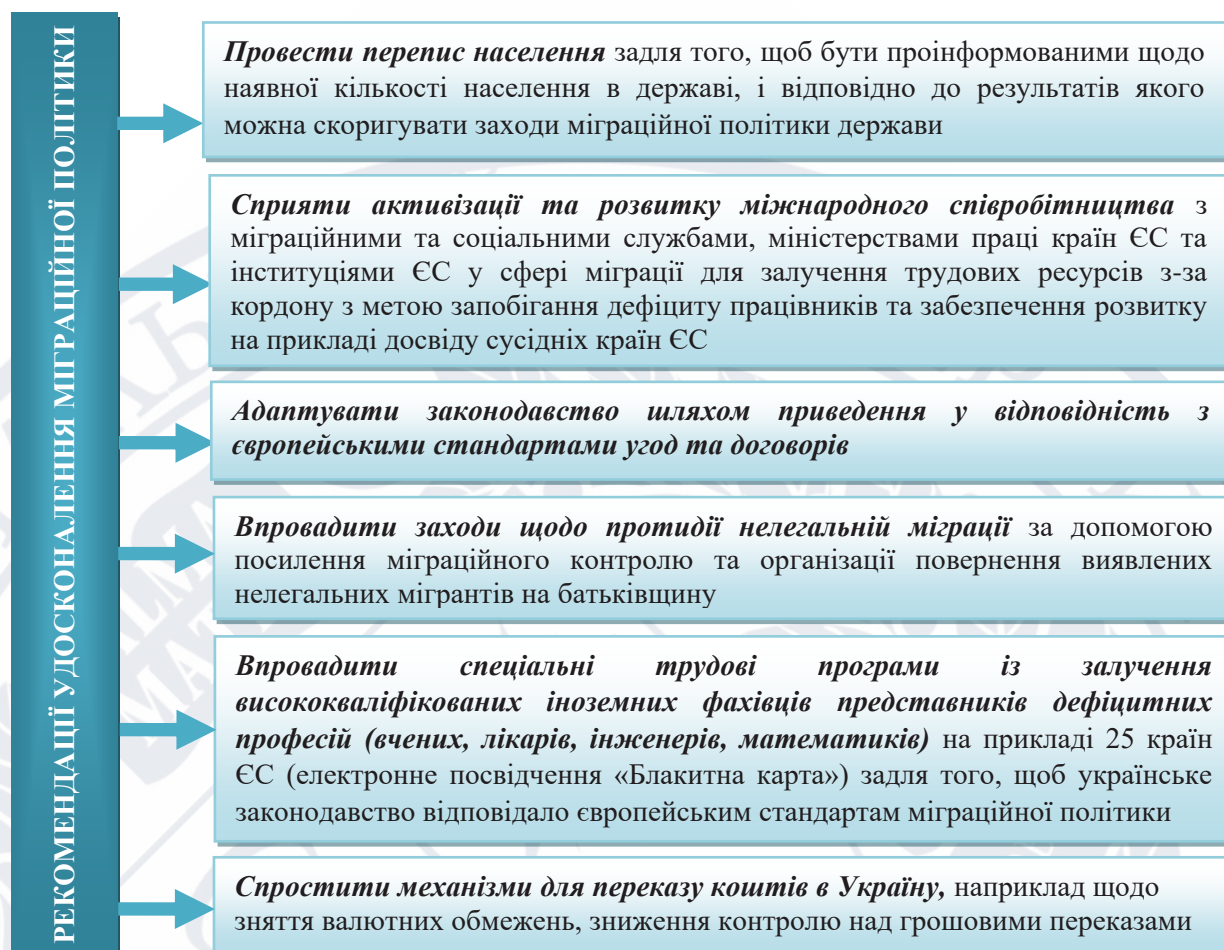 РЕКОМЕНДАЦІЇ УДОСКОНАЛЕННЯ МІГРАЦІЙНОЇ ПОЛІТИКИ
Провести перепис населення задля того, щоб бути проінформованими щодо
наявної кількості населення в державі, і відповідно до результатів якого
можна скоригувати заходи міграційної політики держави
Сприяти активізації та розвитку міжнародного співробітництва з
міграційними та соціальними службами, міністерствами праці країн ЄС та
інституціями ЄС у сфері міграції для залучення трудових ресурсів з-за
кордону з метою запобігання дефіциту працівників та забезпечення розвитку
на прикладі досвіду сусідніх країн ЄС
Адаптувати законодавство шляхом приведення у відповідність з
європейськими стандартами угод та договорів
Впровадити заходи щодо протидії нелегальній міграції за допомогою
посилення міграційного контролю та організації повернення виявлених
нелегальних мігрантів на батьківщину
Впровадити спеціальні трудові програми із залучення
висококваліфікованих іноземних фахівців представників дефіцитних
професій (вчених, лікарів, інженерів, математиків) на прикладі 25 країн
ЄС (електронне посвідчення «Блакитна карта») задля того, щоб українське
законодавство відповідало європейським стандартам міграційної політики
Спростити механізми для переказу коштів в Україну, наприклад щодо
зняття валютних обмежень, зниження контролю над грошовими переказами